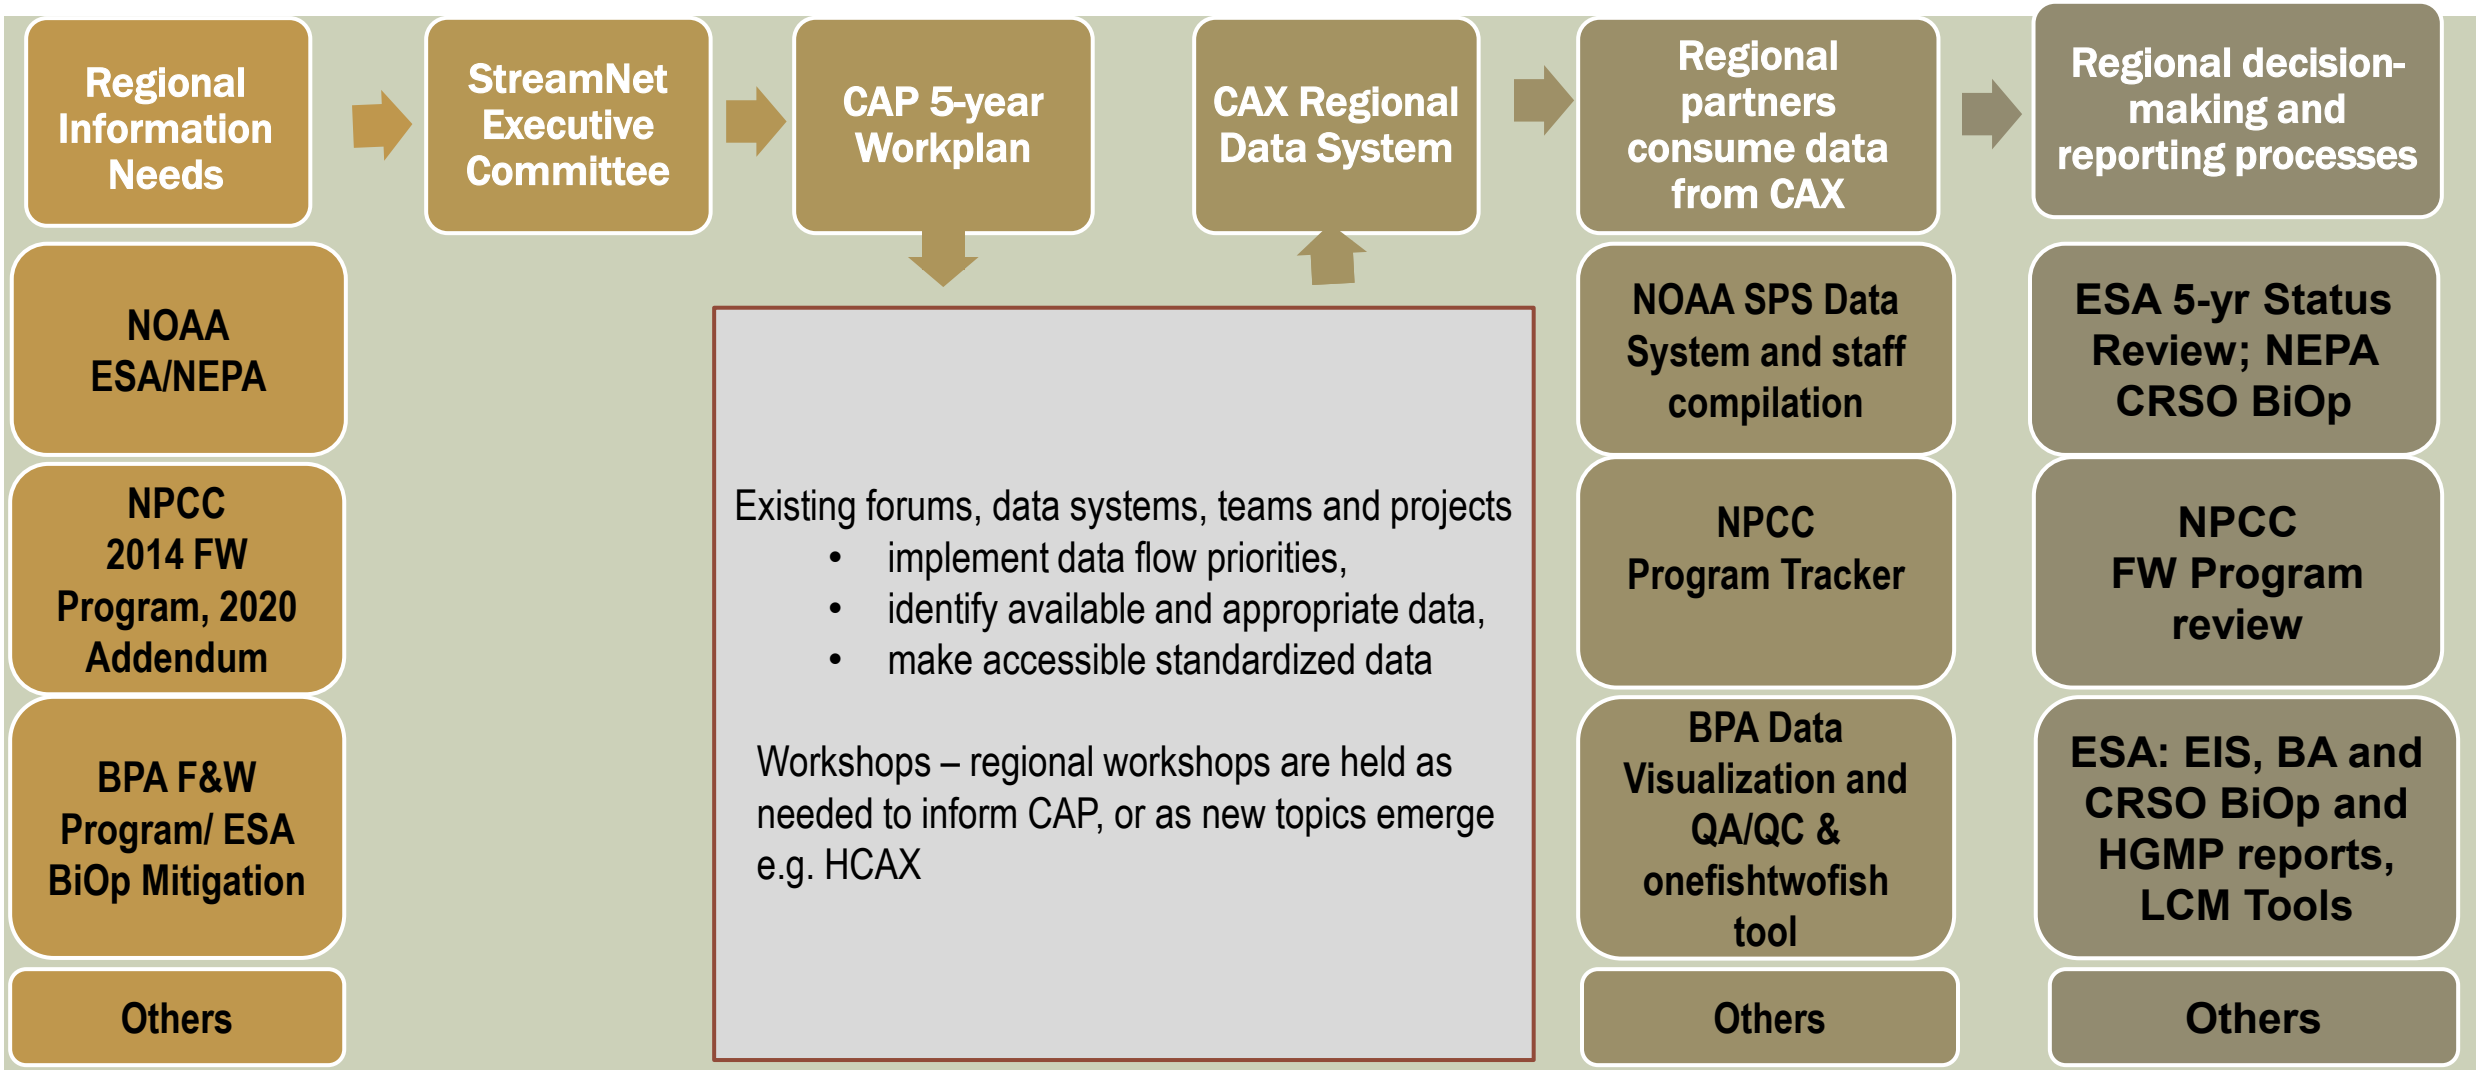 Regional
Information
Needs
StreamNet
Executive
Committee
CAP 5-year
Workplan
CAX Regional
Data System
Regional
partners
consume data
from CAX
Regional decision-
making and
reporting processes
NOAA
ESA/NEPA
NPCC
2014 FW
Program, 2020
Addendum
BPA F&W
Program/ ESA
BiOp Mitigation
Others
Existing forums, data systems, teams and projects
• implement data flow priorities,
• identify available and appropriate data,
• make accessible standardized data
Workshops – regional workshops are held as
needed to inform CAP, or as new topics emerge
e.g. HCAX
NOAA SPS Data
System and staff
compilation
NPCC
Program Tracker
BPA Data
Visualization and
QA/QC &
onefishtwofish
tool
Others
ESA 5-yr Status
Review; NEPA
CRSO BiOp
NPCC
FW Program
review
ESA: EIS, BA and
CRSO BiOp and
HGMP reports,
LCM Tools
Others